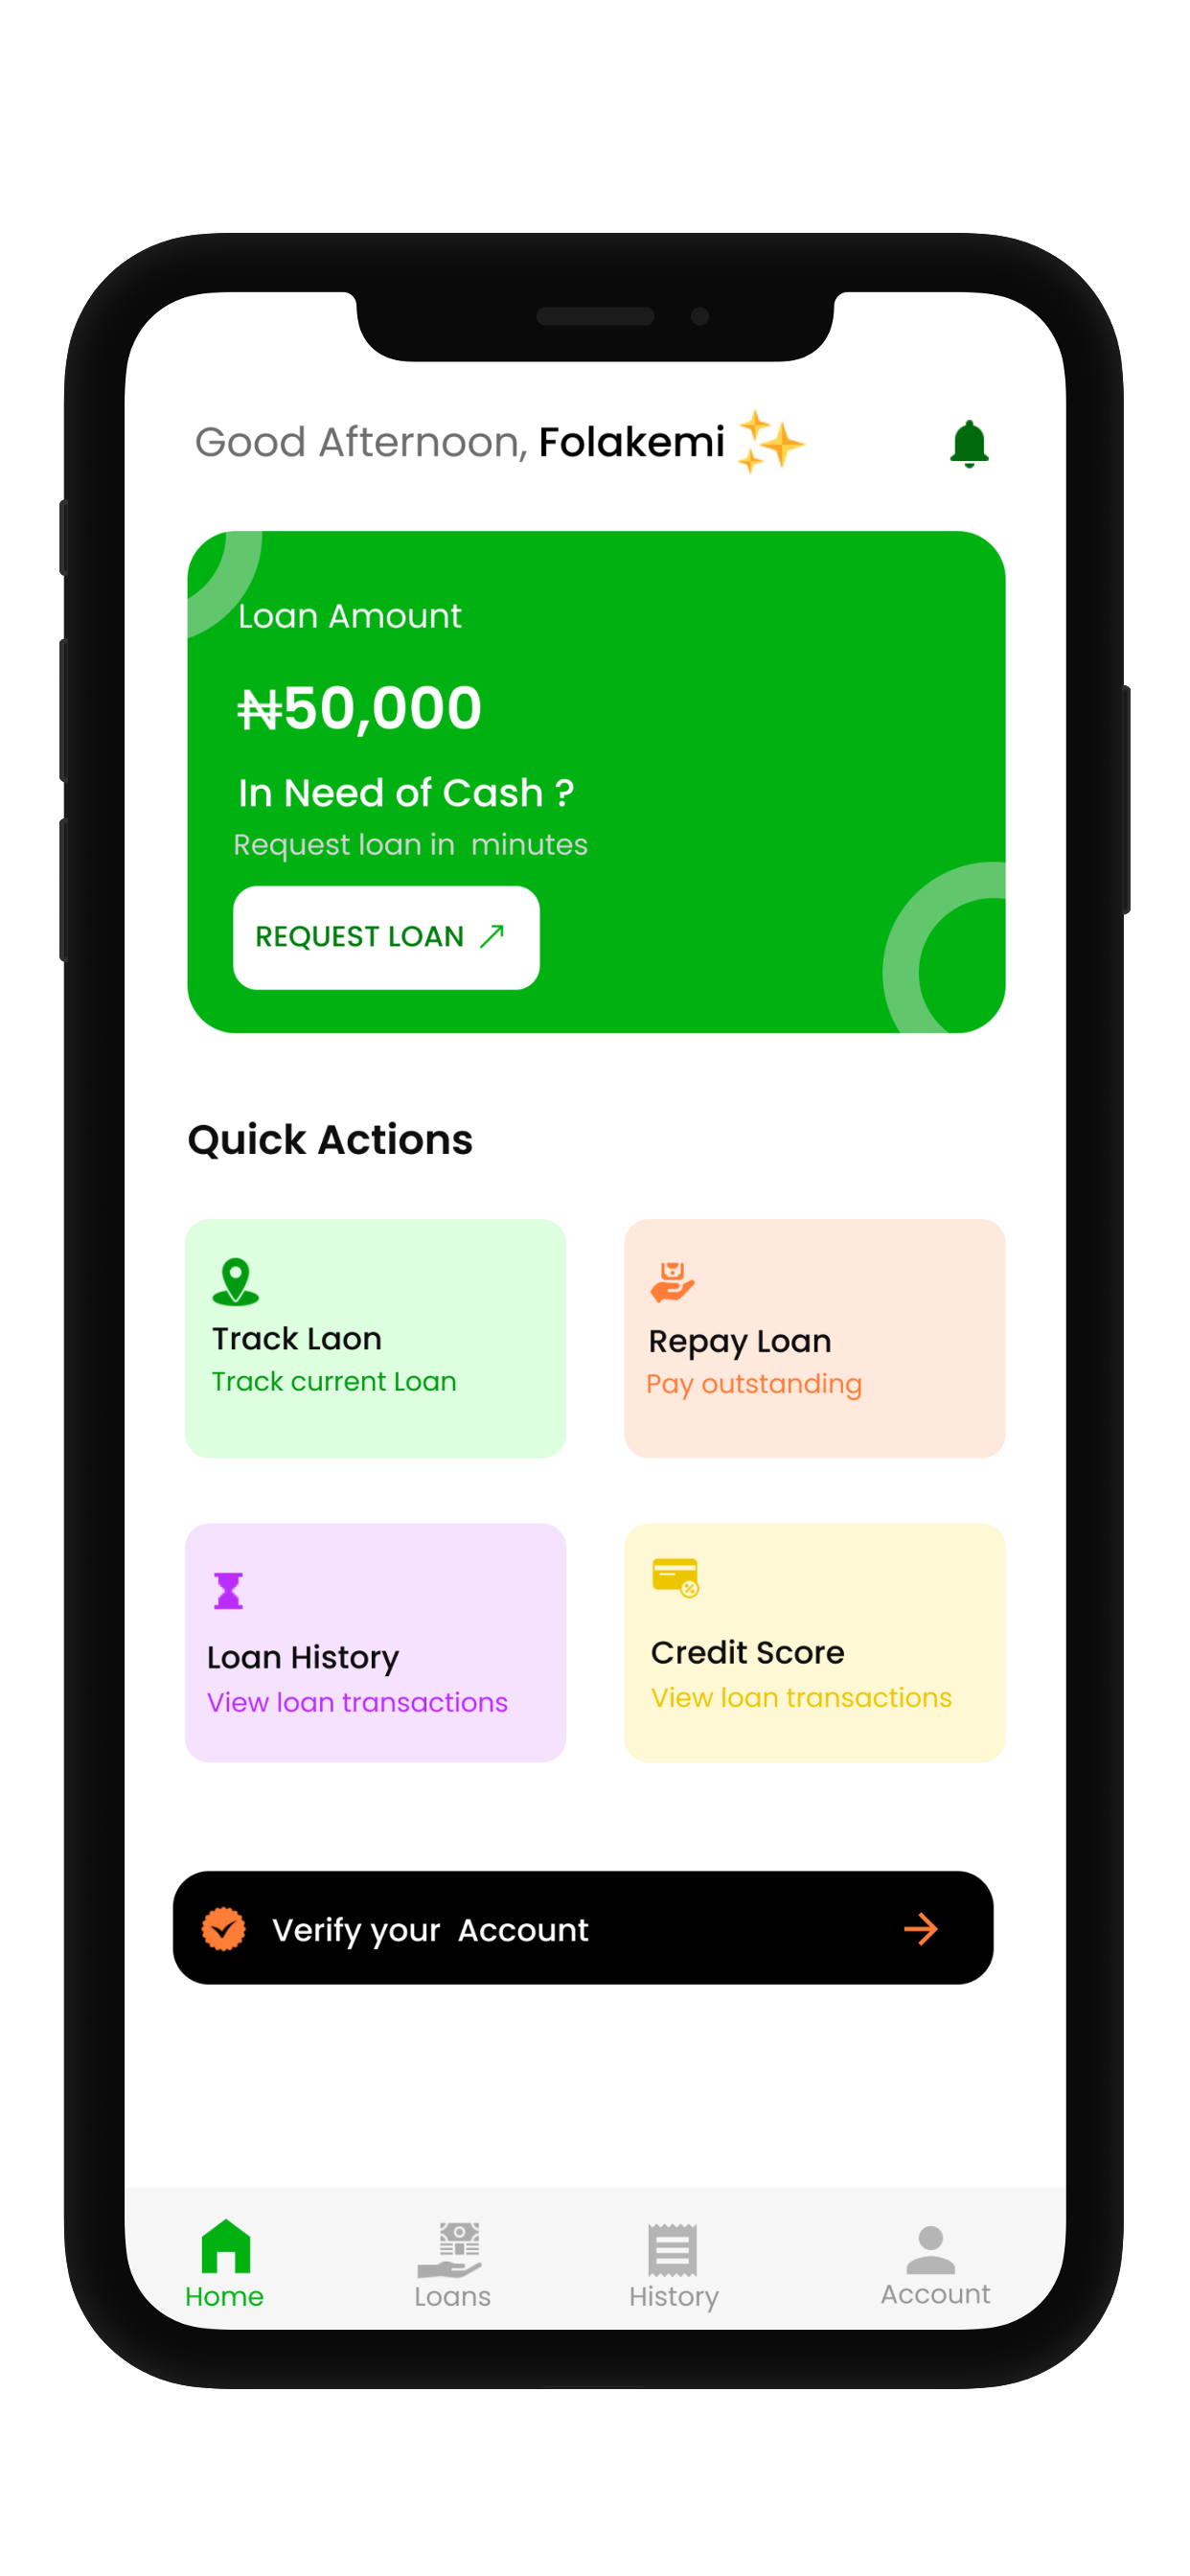 Good Afternoon, Folakemi
Loan Amount
₦50,000
In Need of Cash ?
Request loan in  minutes
REQUEST LOAN
Quick Actions
Track Laon
Track current Loan
Repay Loan
Pay outstanding
Loan History
View loan transactions
Credit Score
View loan transactions
Verify your  Account
Home
Loans
History
Account